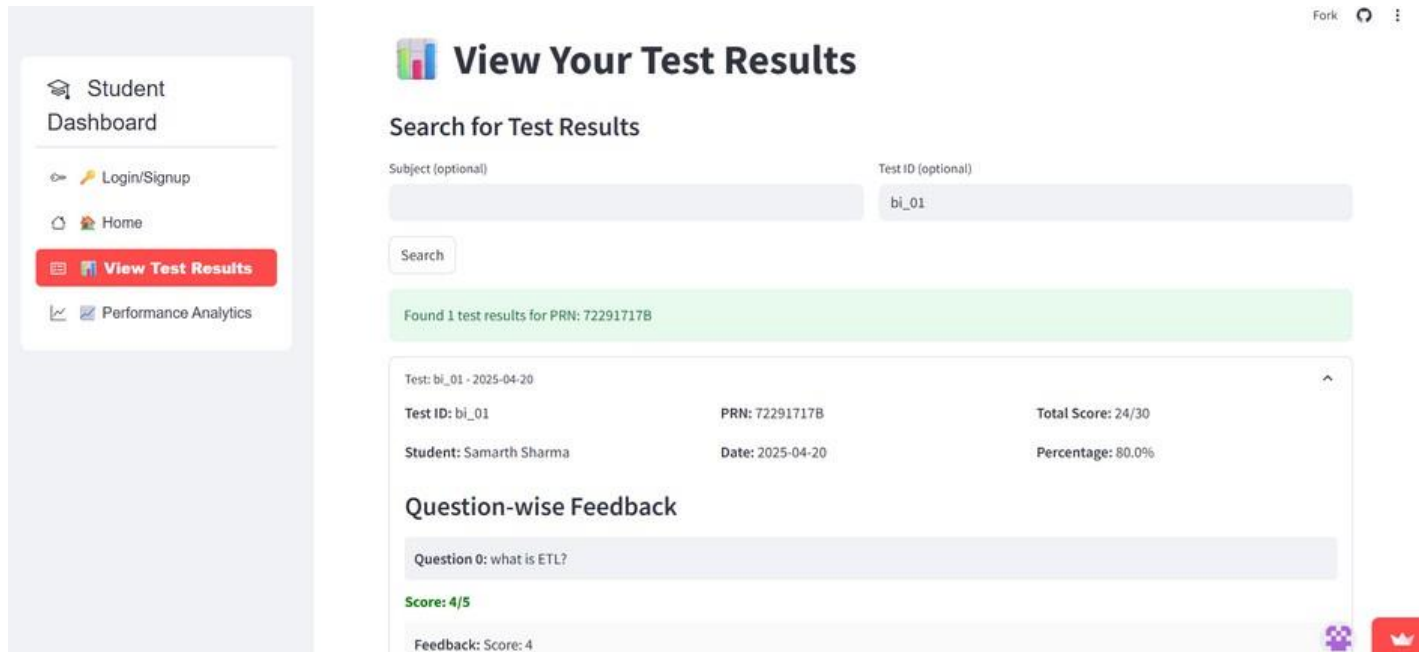 Fork
Student
Dashboard
Login/Signup
Home
View Test Results
Performance Analytics
View Your Test Results
Search for Test Results
Subject (optional)
Test ID (optional)
bi_01
Search
Found 1 test results for PRN: 72291717B
Test: bi_01 - 2025-04-20
Test ID: bi_01
PRN: 72291717B
Total Score: 24/30
Student: Samarth Sharma
Date: 2025-04-20
Percentage: 80.0%
Question-wise Feedback
Question 0: what is ETL?
Score: 4/5
Feedback: Score: 4